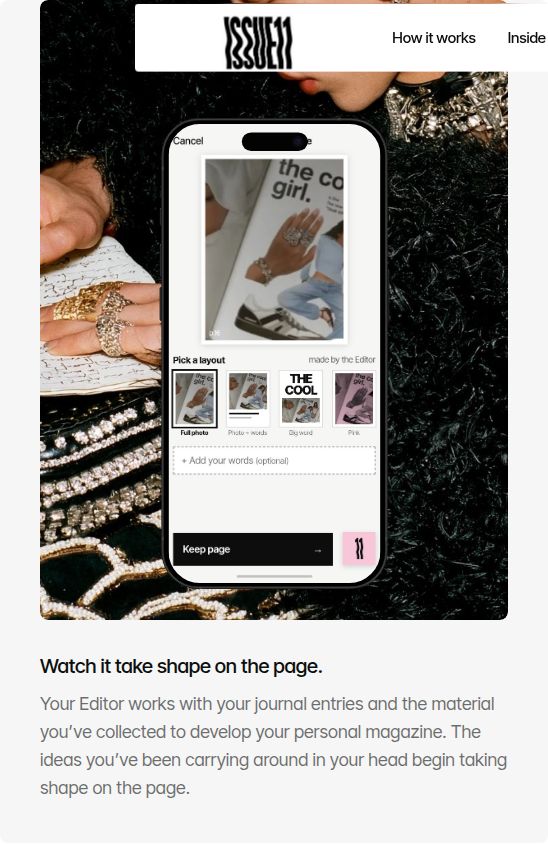 ISSUE11
How it works
Inside
Cancel
the co
girl.
Pick a layout
made by the Editor
Full photo
Photo + words
THE
COOL
Big word
Pink
+ Add your words (optional)
Keep page →
11
Watch it take shape on the page.
Your Editor works with your journal entries and the material
you’ve collected to develop your personal magazine. The
ideas you’ve been carrying around in your head begin taking
shape on the page.